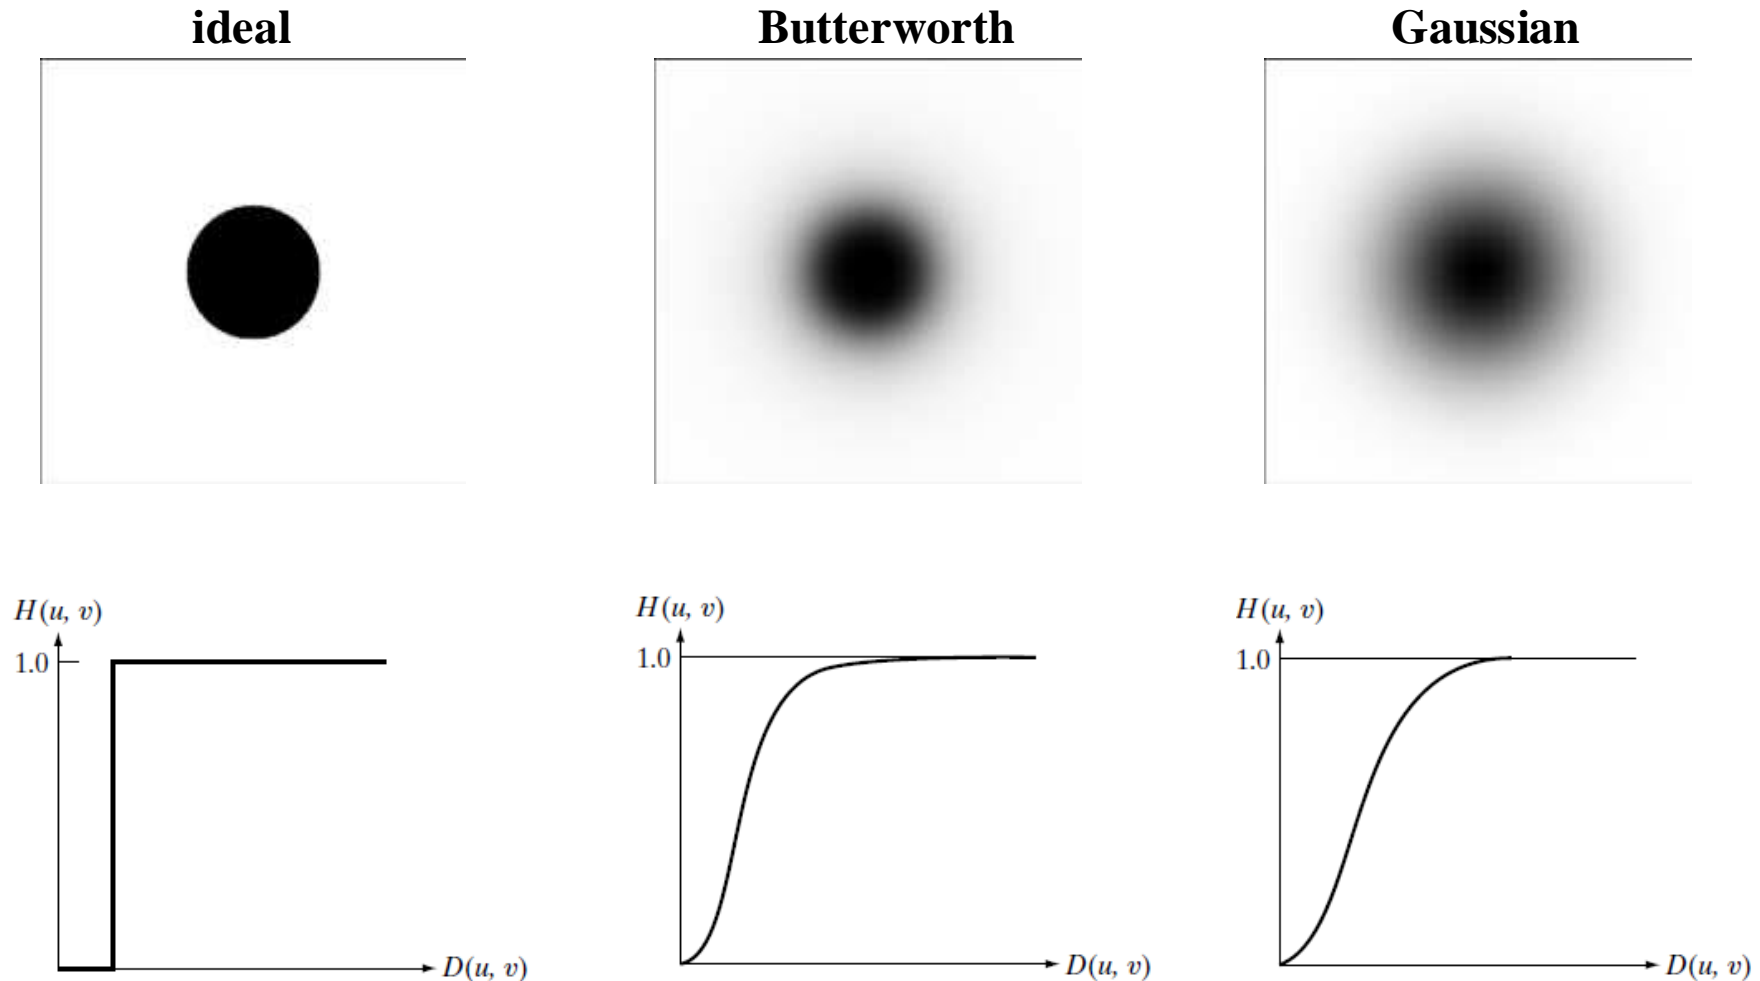 ideal
Butterworth
Gaussian
H(u, v)
1.0
D(u, v)
H(u, v)
1.0
D(u, v)
H(u, v)
1.0
D(u, v)